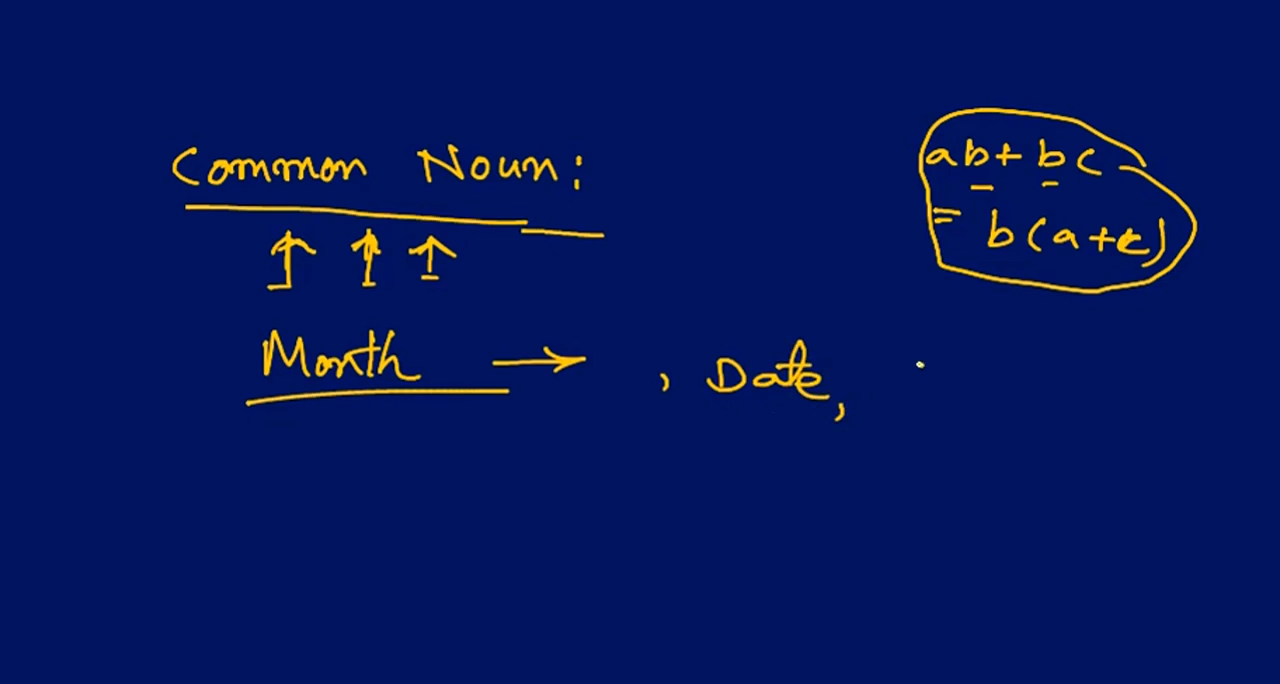 Common Noun:
ab + bc
= b(a+c)
Month → , Date,